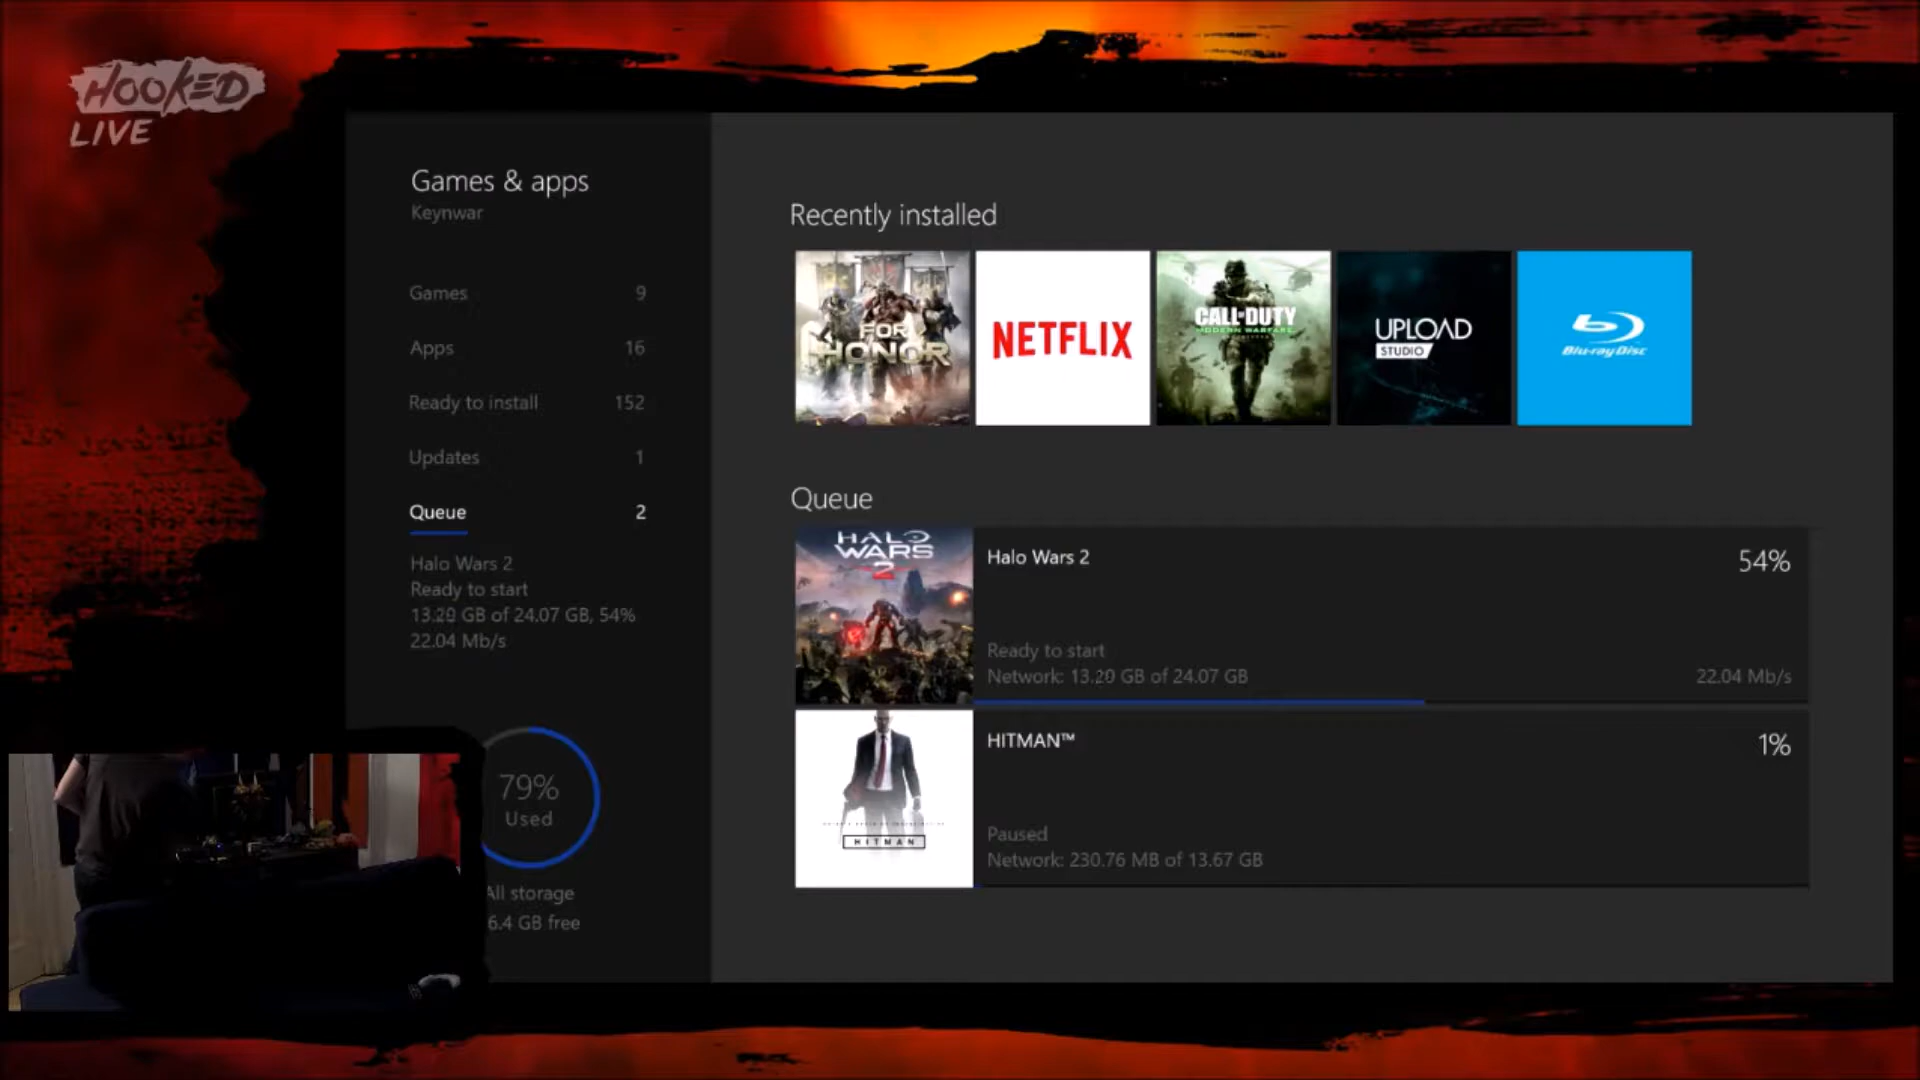 HOOKED
LIVE
Games & apps
Keynwar
Games 9
Apps 16
Ready to install 152
Updates 1
Queue 2
Halo Wars 2
Ready to start
13.20 GB of 24.07 GB, 54%
22.04 Mb/s
79%
Used
All storage
6.4 GB free
Recently installed
FOR
HONOR
NETFLIX
CALL OF DUTY
MODERN WARFARE
UPLOAD
STUDIO
Blu-ray Disc
Queue
HALO
WARS
2
Halo Wars 2
54%
Ready to start
Network: 13.20 GB of 24.07 GB
22.04 Mb/s
HITMAN
HITMAN™
1%
Paused
Network: 230.76 MB of 13.67 GB